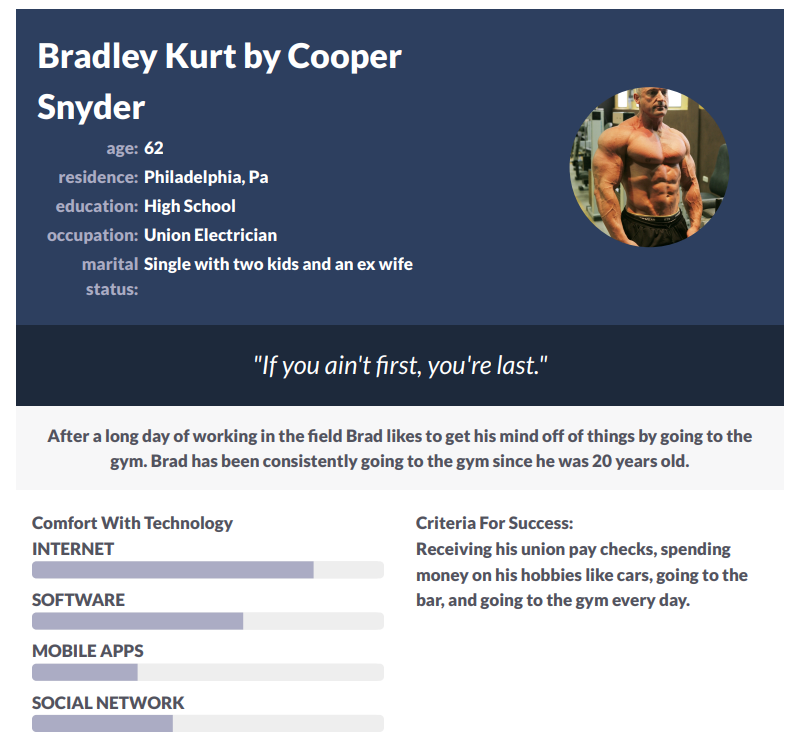 Bradley Kurt by Cooper
Snyder
age: 62
residence: Philadelphia, Pa
education: High School
occupation: Union Electrician
marital status: Single with two kids and an ex wife
"If you ain't first, you're last."
After a long day of working in the field Brad likes to get his mind off of things by going to the
gym. Brad has been consistently going to the gym since he was 20 years old.
Comfort With Technology
INTERNET
SOFTWARE
MOBILE APPS
SOCIAL NETWORK
Criteria For Success:
Receiving his union pay checks, spending
money on his hobbies like cars, going to the
bar, and going to the gym every day.